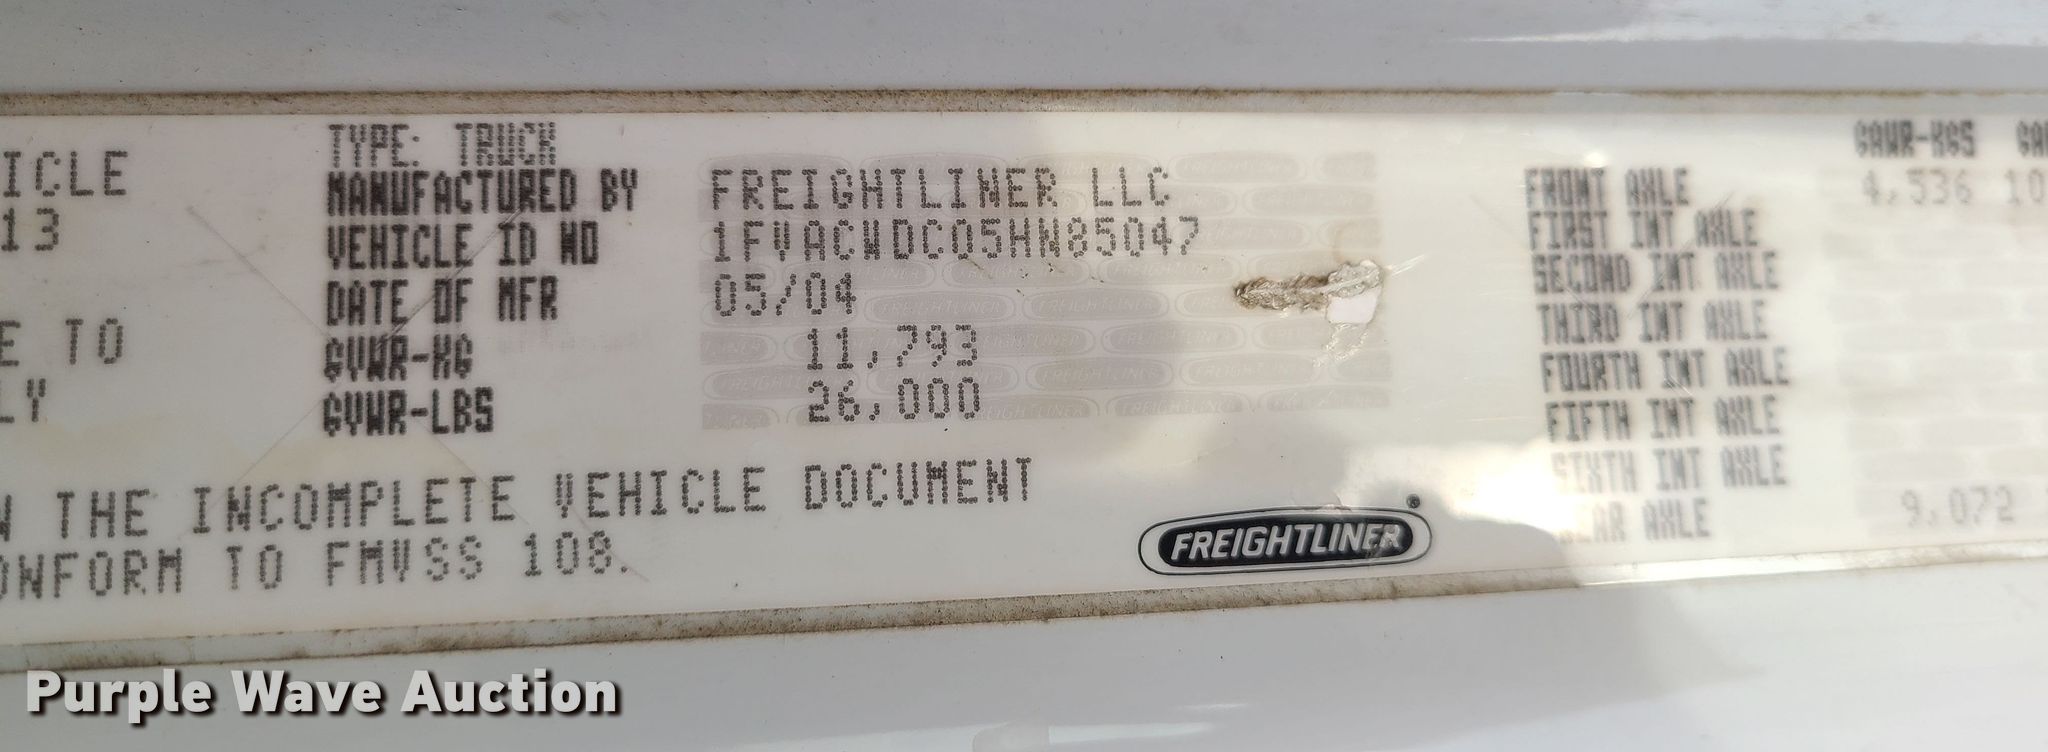 TYPE: TRUCK
MANUFACTURED BY FREIGHTLINER LLC
VEHICLE ID NO 1FVACWDC05HN85047
DATE OF MFR 05/04
GVWR-KG 11,793
GVWR-LBS 26,000
ICLE
13
E TO
LY
N THE INCOMPLETE VEHICLE DOCUMENT
ONFORM TO FMVSS 108.
FREIGHTLINER
GAWR-KGS GA
FRONT AXLE 4,536 10
FIRST INT AXLE
SECOND INT AXLE
THIRD INT AXLE
FOURTH INT AXLE
FIFTH INT AXLE
SIXTH INT AXLE
EAR AXLE 9,072
Purple Wave Auction